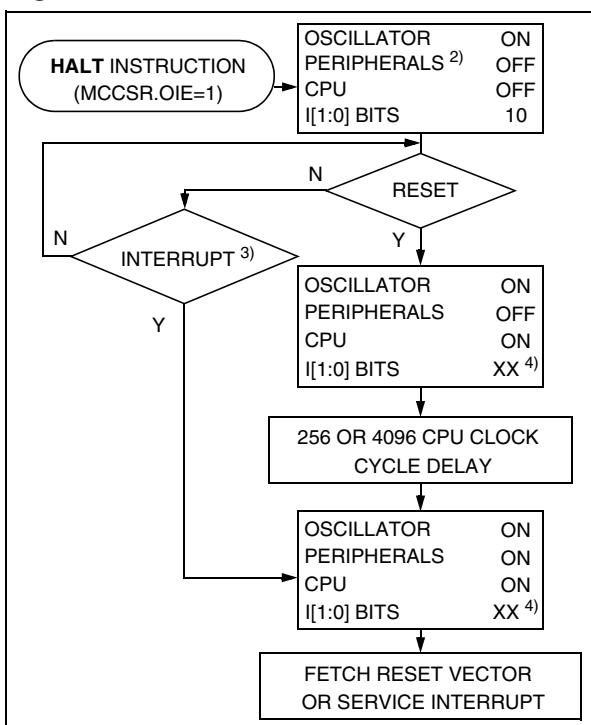 HALT INSTRUCTION
(MCCSR.OIE=1)
OSCILLATOR ON
PERIPHERALS 2) OFF
CPU OFF
I[1:0] BITS 10
N
RESET
N
INTERRUPT 3)
Y
Y
OSCILLATOR ON
PERIPHERALS OFF
CPU ON
I[1:0] BITS XX 4)
256 OR 4096 CPU CLOCK
CYCLE DELAY
OSCILLATOR ON
PERIPHERALS ON
CPU ON
I[1:0] BITS XX 4)
FETCH RESET VECTOR
OR SERVICE INTERRUPT